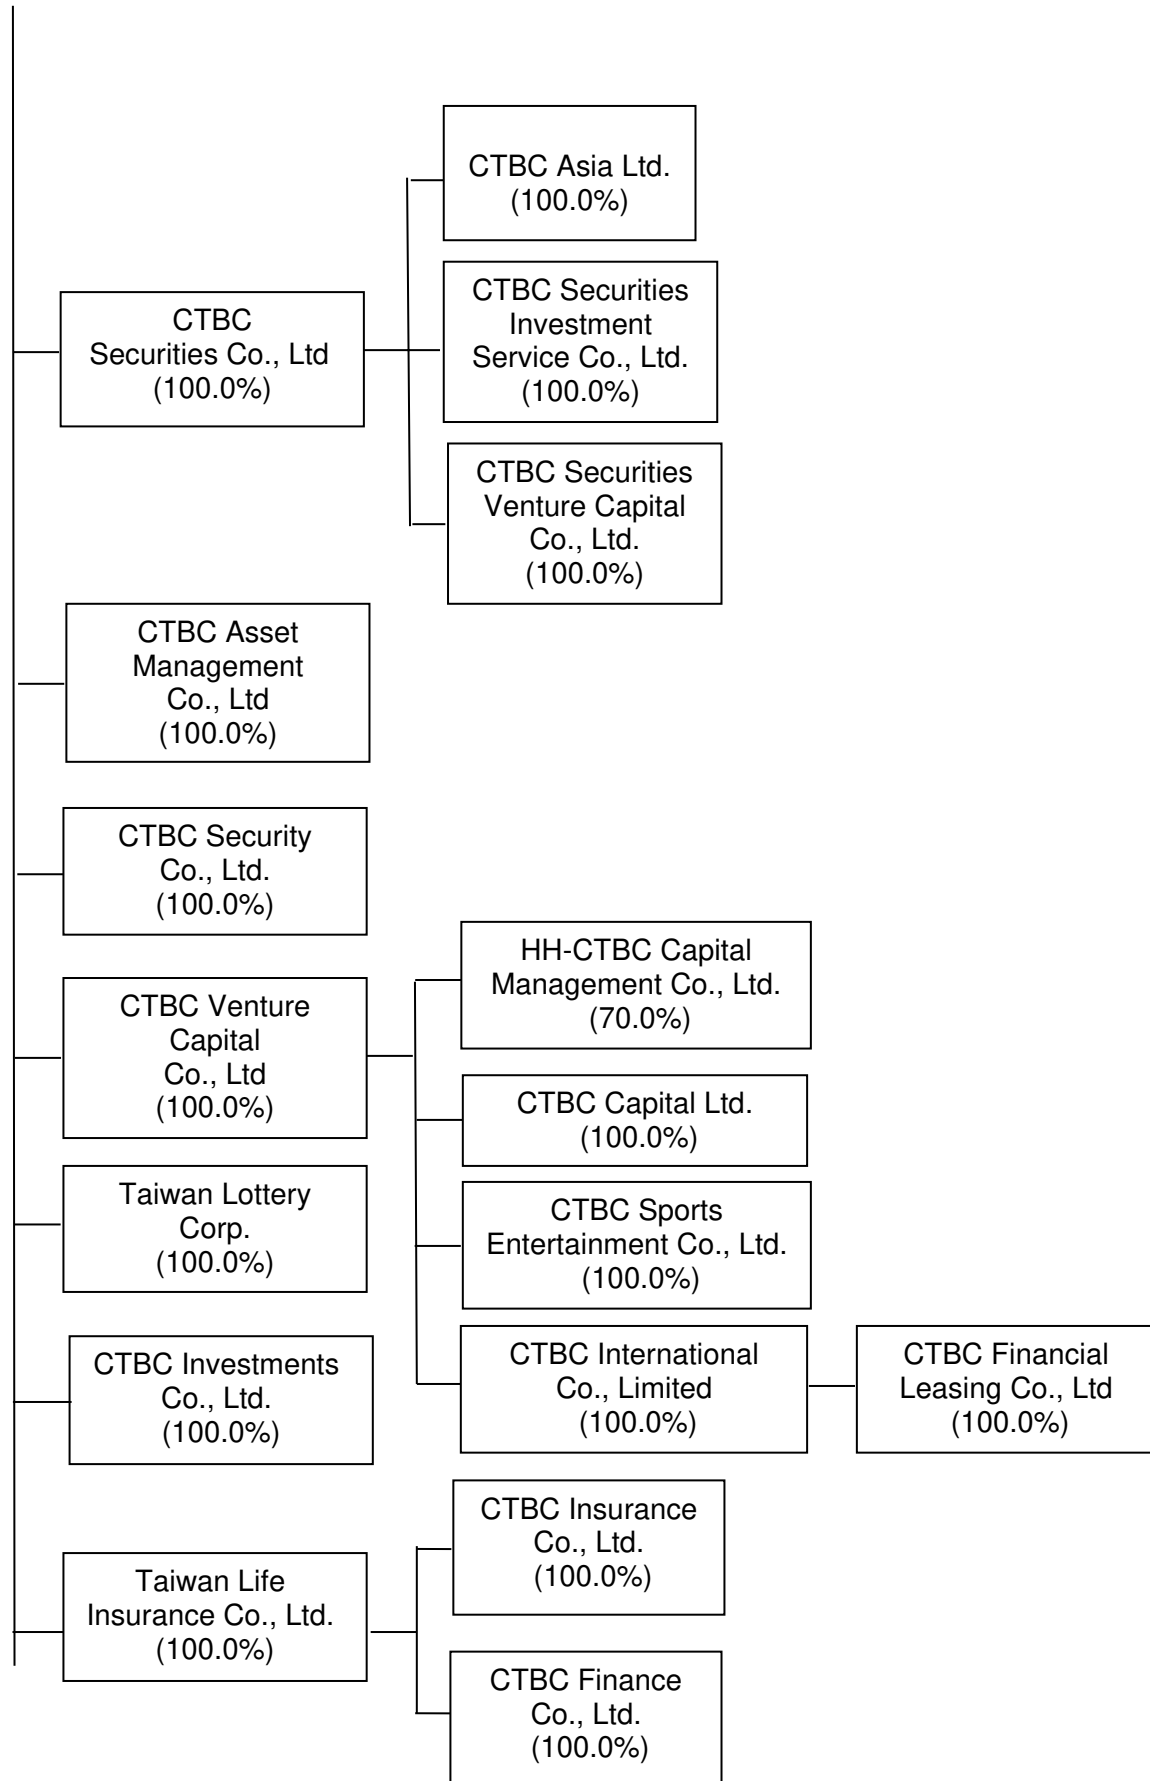 CTBC Asia Ltd.
(100.0%)
CTBC Securities
Investment
Service Co., Ltd.
(100.0%)
CTBC
Securities Co., Ltd
(100.0%)
CTBC Securities
Venture Capital
Co., Ltd.
(100.0%)
CTBC Asset
Management
Co., Ltd
(100.0%)
CTBC Security
Co., Ltd.
(100.0%)
HH-CTBC Capital
Management Co., Ltd.
(70.0%)
CTBC Venture
Capital
Co., Ltd
(100.0%)
CTBC Capital Ltd.
(100.0%)
Taiwan Lottery
Corp.
(100.0%)
CTBC Sports
Entertainment Co., Ltd.
(100.0%)
CTBC Investments
Co., Ltd.
(100.0%)
CTBC International
Co., Limited
(100.0%)
CTBC Financial
Leasing Co., Ltd
(100.0%)
CTBC Insurance
Co., Ltd.
(100.0%)
Taiwan Life
Insurance Co., Ltd.
(100.0%)
CTBC Finance
Co., Ltd.
(100.0%)